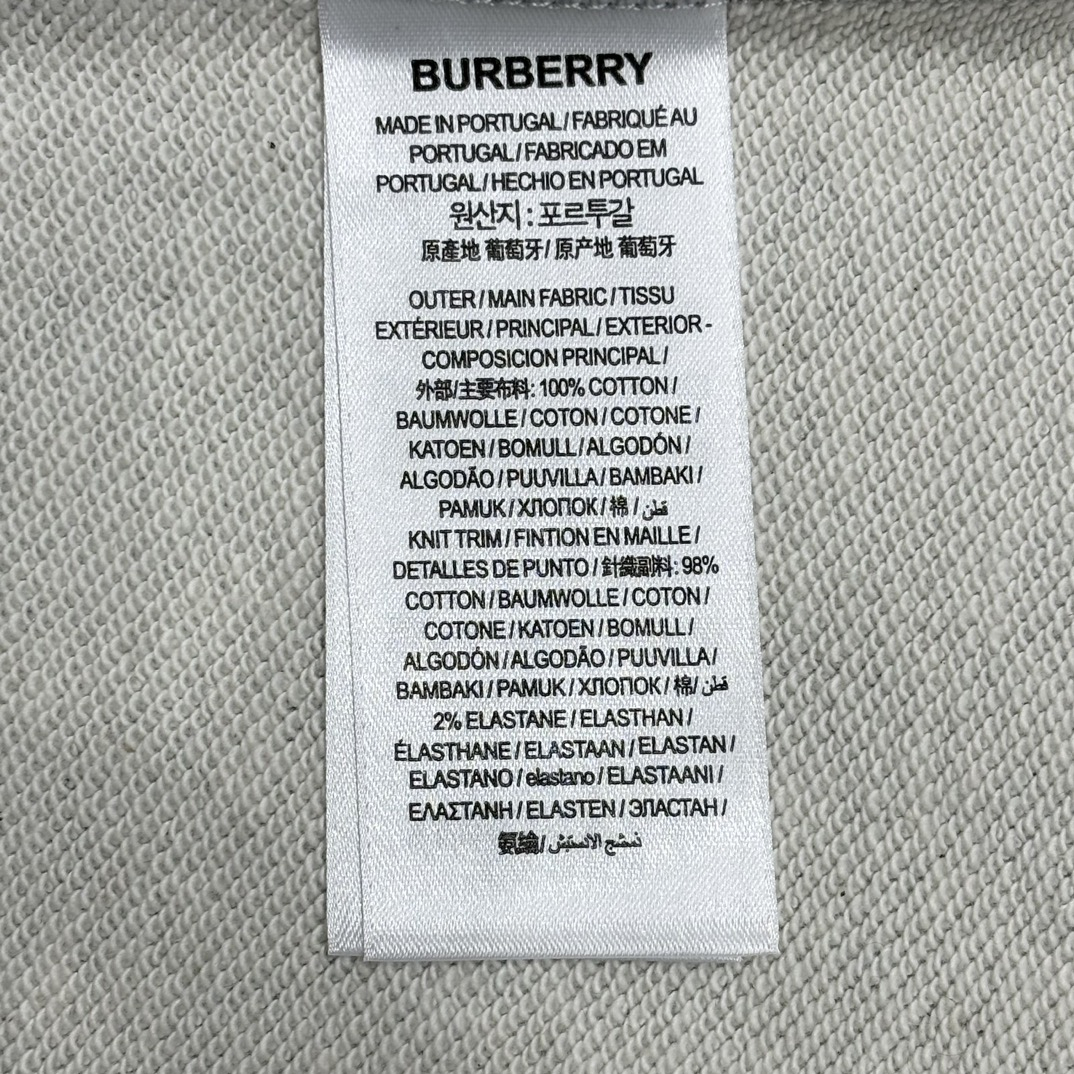 BURBERRY
MADE IN PORTUGAL / FABRIQUÉ AU
PORTUGAL / FABRICADO EM
PORTUGAL / HECHIO EN PORTUGAL
원산지 : 포르투갈
原產地 葡萄牙 / 原产地 葡萄牙
OUTER / MAIN FABRIC / TISSU
EXTÉRIEUR / PRINCIPAL / EXTERIOR -
COMPOSICION PRINCIPAL /
外部/主要布料: 100% COTTON /
BAUMWOLLE / COTON / COTONE /
KATOEN / BOMULL / ALGODÓN /
ALGODÃO / PUUVILLA / BAMBAKI /
PAMUK / ХЛОПОК / 棉 / قطن
KNIT TRIM / FINTION EN MAILLE /
DETALLES DE PUNTO / 針織副料: 98%
COTTON / BAUMWOLLE / COTON /
COTONE / KATOEN / BOMULL /
ALGODÓN / ALGODÃO / PUUVILLA /
BAMBAKI / PAMUK / ХЛОПОК / 棉/ قطن
2% ELASTANE / ELASTHAN /
ÉLASTHANE / ELASTAAN / ELASTAN /
ELASTANO / elastano / ELASTAANI /
ΕΛΑΣΤΑΝΗ / ELASTEN / ЭЛАСТАН /
氨綸/